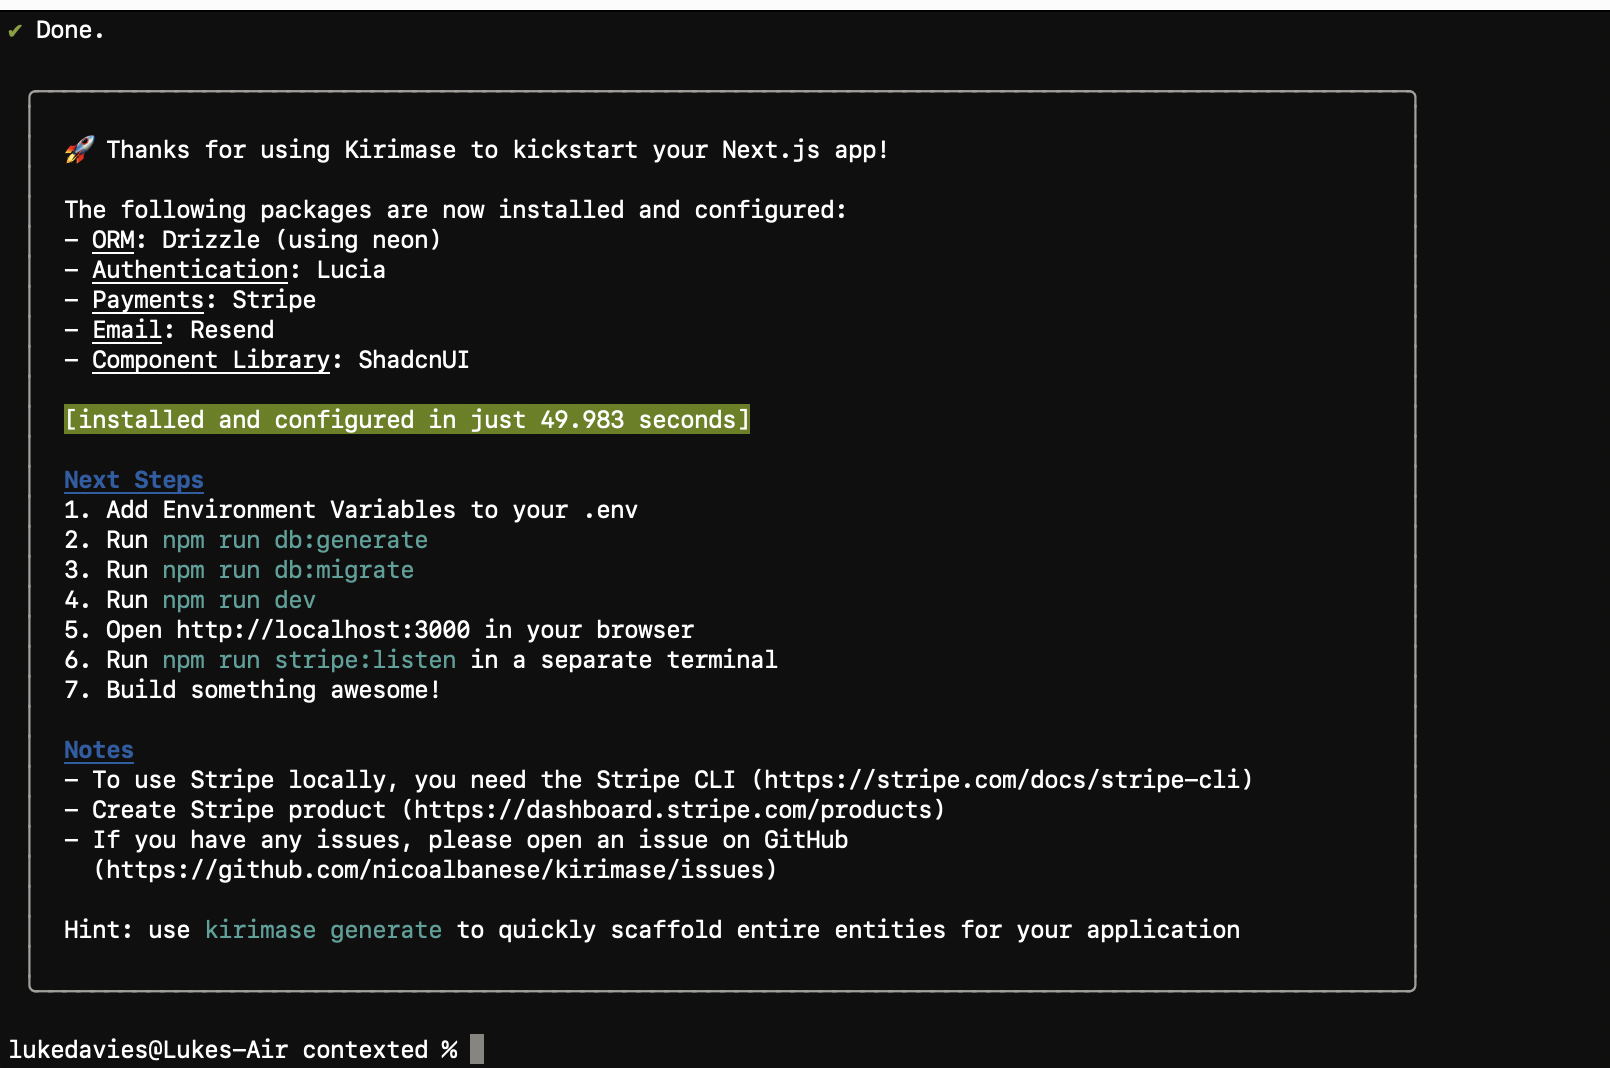 ✔ Done.
🚀 Thanks for using Kirimase to kickstart your Next.js app!
The following packages are now installed and configured:
- ORM: Drizzle (using neon)
- Authentication: Lucia
- Payments: Stripe
- Email: Resend
- Component Library: ShadcnUI
[installed and configured in just 49.983 seconds]
Next Steps
1. Add Environment Variables to your .env
2. Run npm run db:generate
3. Run npm run db:migrate
4. Run npm run dev
5. Open http://localhost:3000 in your browser
6. Run npm run stripe:listen in a separate terminal
7. Build something awesome!
Notes
- To use Stripe locally, you need the Stripe CLI (https://stripe.com/docs/stripe-cli)
- Create Stripe product (https://dashboard.stripe.com/products)
- If you have any issues, please open an issue on GitHub
(https://github.com/nicoalbanese/kirimase/issues)
Hint: use kirimase generate to quickly scaffold entire entities for your application
lukedavies@Lukes-Air contexted %